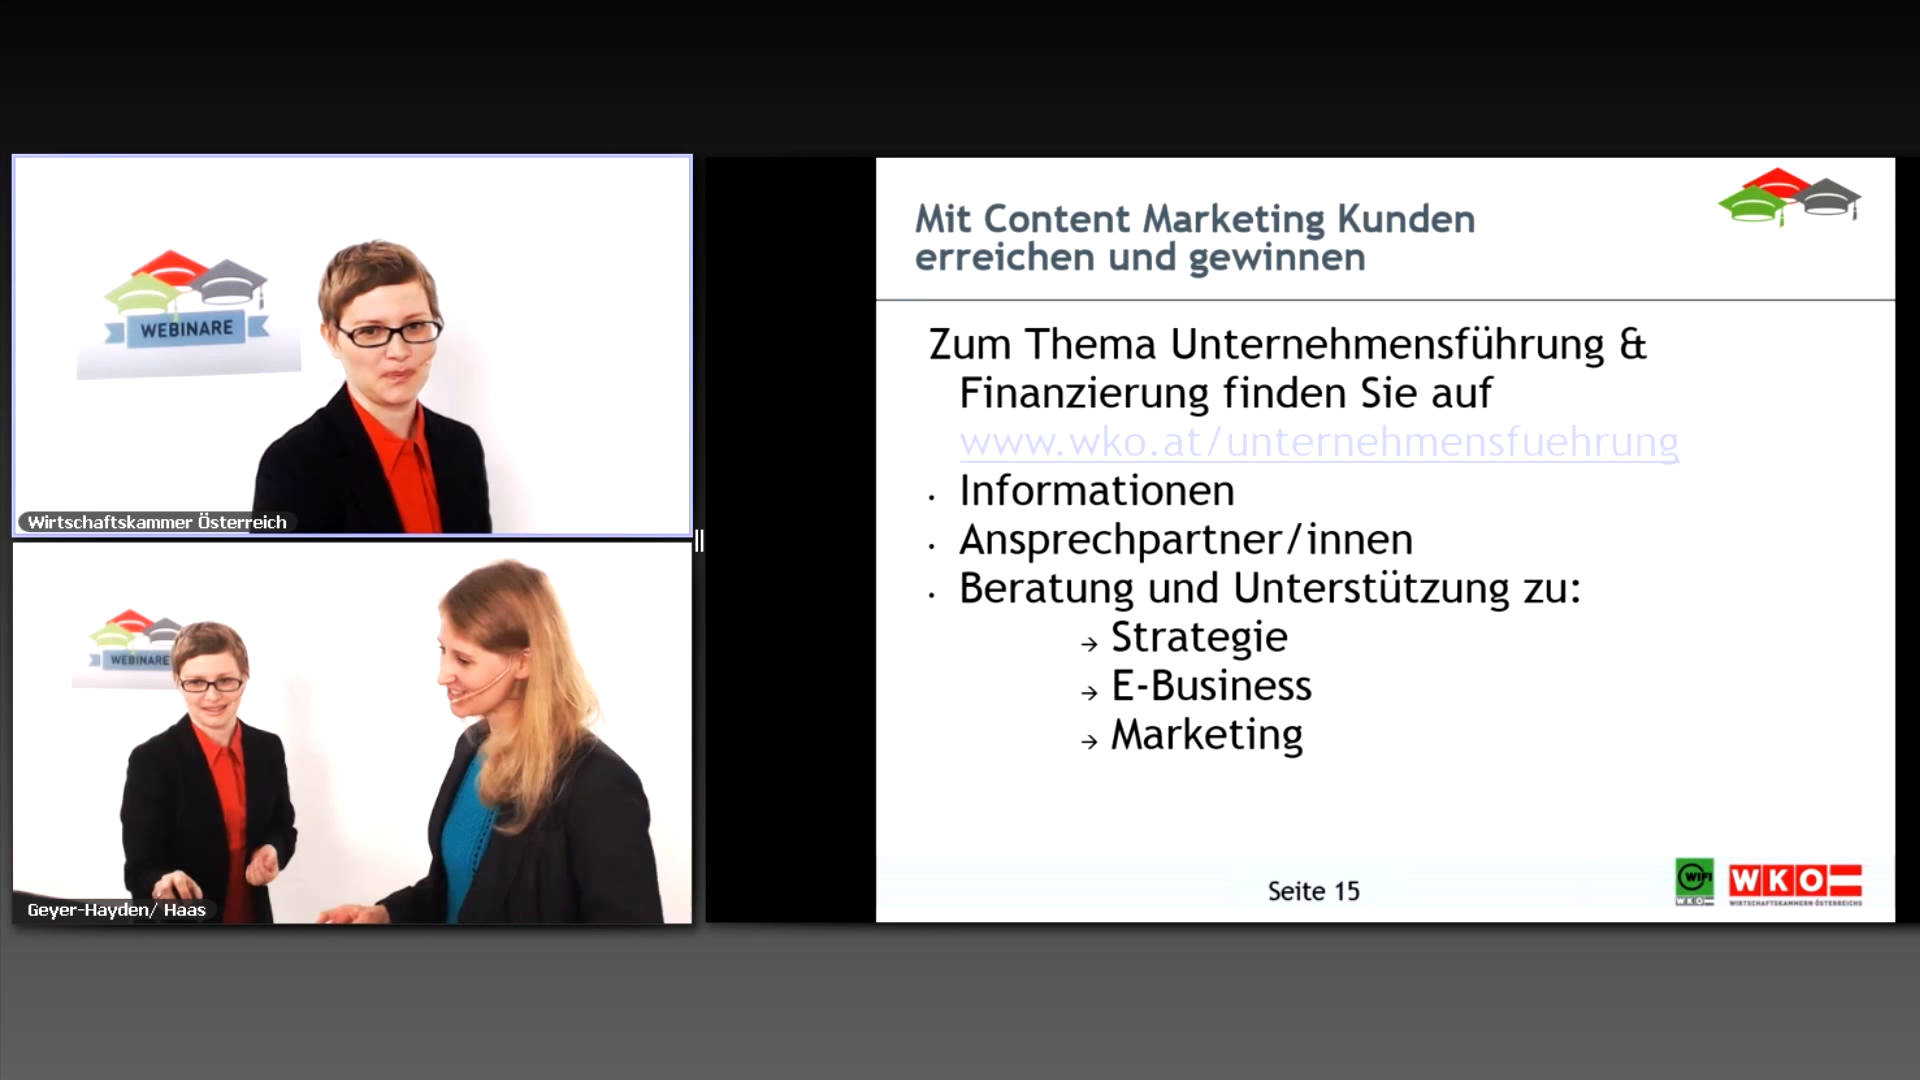 WEBINARE
Wirtschaftskammer Österreich
WEBINARE
Geyer-Hayden/ Haas
Mit Content Marketing Kunden
erreichen und gewinnen
Zum Thema Unternehmensführung &
Finanzierung finden Sie auf
www.wko.at/unternehmensfuehrung
· Informationen
· Ansprechpartner/innen
· Beratung und Unterstützung zu:
→ Strategie
→ E-Business
→ Marketing
Seite 15
WIFI
WKO
WKO
WIRTSCHAFTSKAMMERN ÖSTERREICHS